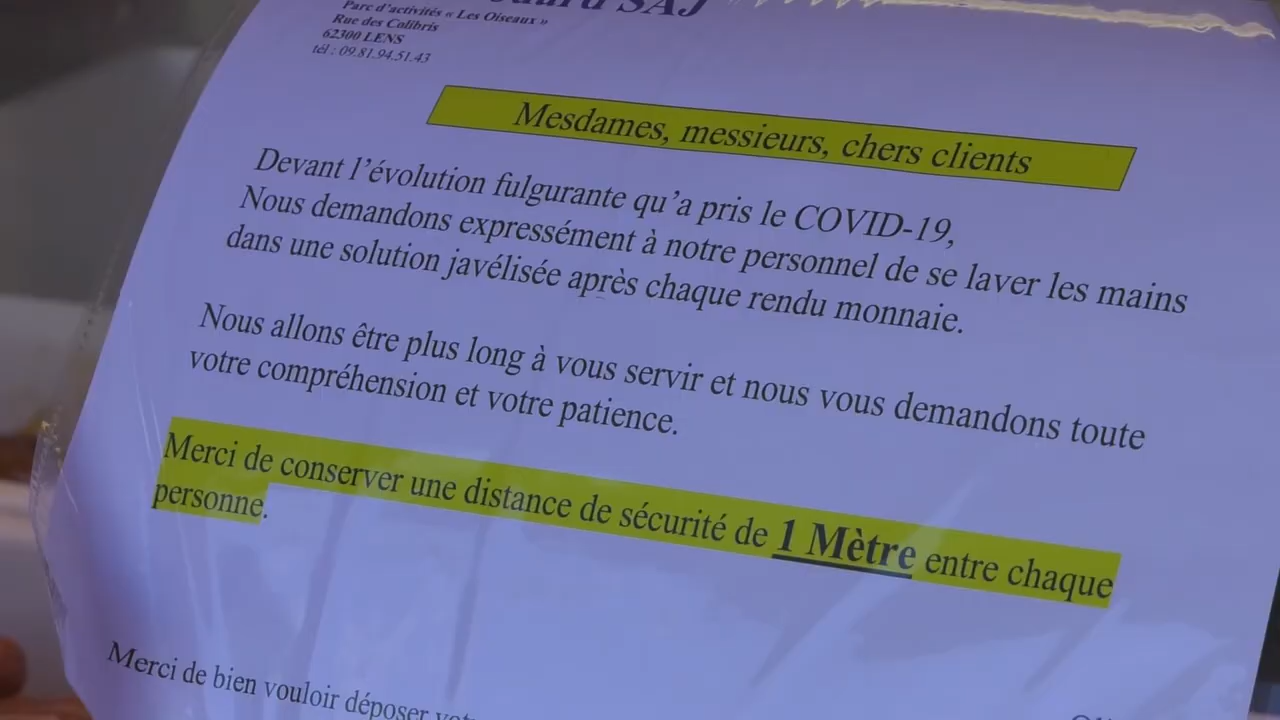 SAJ
Parc d'activités « Les Oiseaux »
Rue des Colibris
62300 LENS
tél : 09.81.94.51.43
Mesdames, messieurs, chers clients
Devant l'évolution fulgurante qu'a pris le COVID-19,
Nous demandons expressément à notre personnel de se laver les mains
dans une solution javélisée après chaque rendu monnaie.
Nous allons être plus long à vous servir et nous vous demandons toute
votre compréhension et votre patience.
Merci de conserver une distance de sécurité de 1 Mètre entre chaque
personne.
Merci de bien vouloir déposer